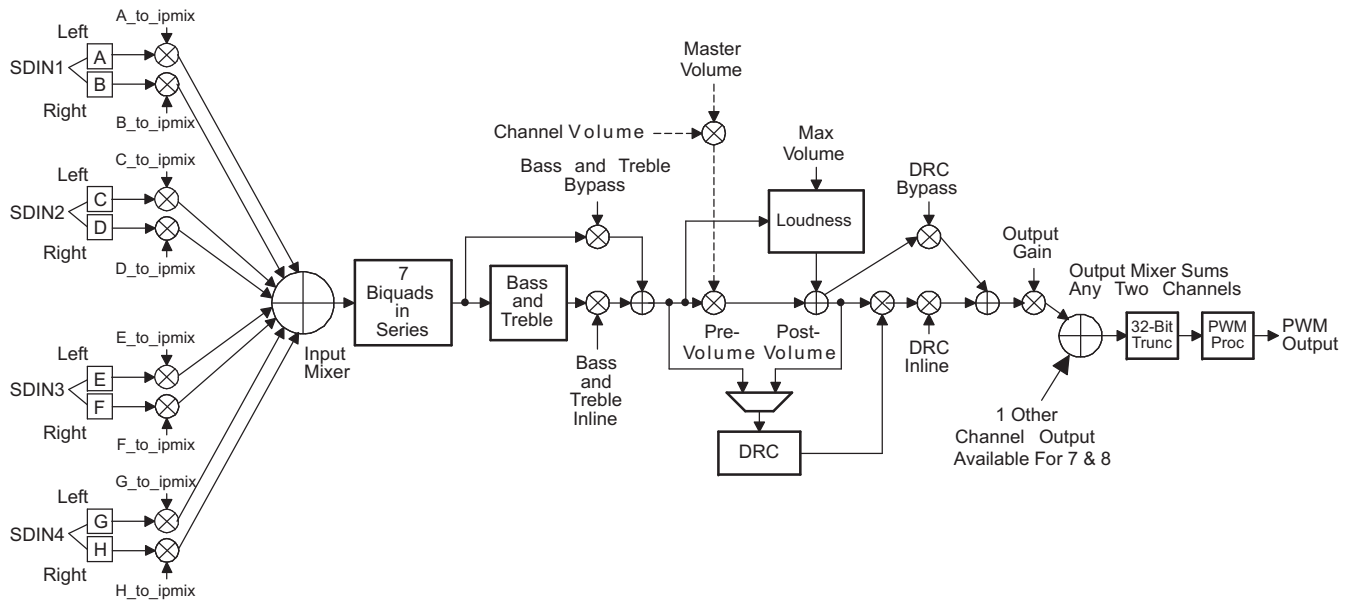 A_to_ipmix
Left
A
SDIN1
B
Right
B_to_ipmix
C_to_ipmix
Left
C
SDIN2
D
Right
D_to_ipmix
E_to_ipmix
Left
E
SDIN3
F
Right
F_to_ipmix
G_to_ipmix
Left
G
SDIN4
H
Right
H_to_ipmix
Input
Mixer
7
Biquads
in
Series
Bass and Treble
Bypass
Bass
and
Treble
Bass
and
Treble
Inline
Master
Volume
Channel Volume
Max
Volume
Loudness
Pre-
Volume
Post-
Volume
DRC
DRC
Bypass
DRC
Inline
Output
Gain
Output Mixer Sums
Any Two Channels
1 Other
Channel Output
Available For 7 & 8
32-Bit
Trunc
PWM
Proc
PWM
Output